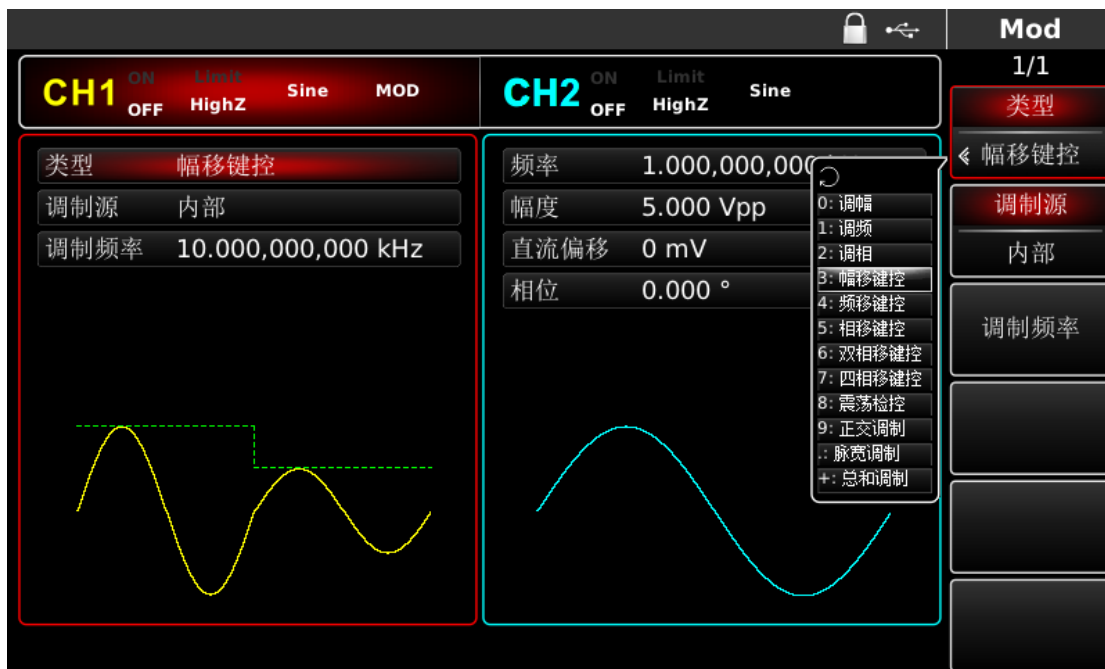 Mod
1/1
CH1 ON OFF Limit HighZ Sine MOD
CH2 ON OFF Limit HighZ Sine
类型 幅移键控
调制源 内部
调制频率 10.000,000,000 kHz
频率 1.000,000,000
幅度 5.000 Vpp
直流偏移 0 mV
相位 0.000 °
0: 调幅
1: 调频
2: 调相
3: 幅移键控
4: 频移键控
5: 相移键控
6: 双相移键控
7: 四相移键控
8: 震荡检控
9: 正交调制
.: 脉宽调制
+: 总和调制
类型
幅移键控
调制源
内部
调制频率